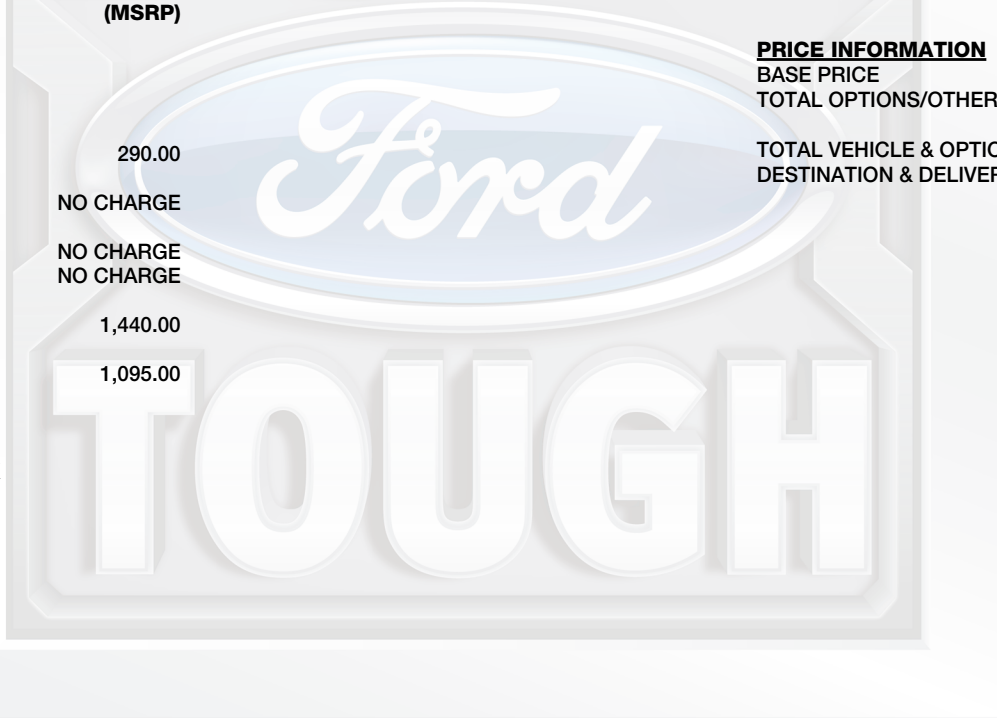 (MSRP)
290.00
NO CHARGE
NO CHARGE
NO CHARGE
1,440.00
1,095.00
PRICE INFORMATION
BASE PRICE
TOTAL OPTIONS/OTHER
TOTAL VEHICLE & OPTIO
DESTINATION & DELIVER
Ford
TOUGH